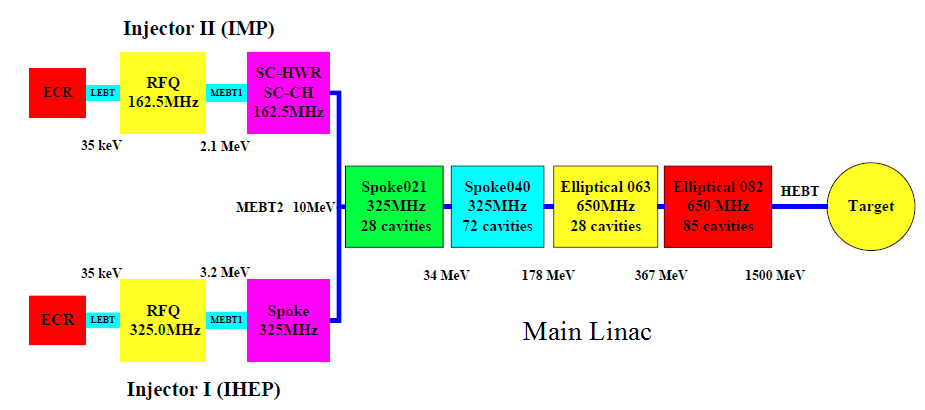 Injector II (IMP)
ECR
LEBT
RFQ
162.5MHz
MEBT1
SC-HWR
SC-CH
162.5MHz
35 keV
2.1 MeV
MEBT2 10MeV
Spoke021
325MHz
28 cavities
Spoke040
325MHz
72 cavities
Elliptical 063
650MHz
28 cavities
Elliptical 082
650 MHz
85 cavities
HEBT
Target
34 MeV
178 MeV
367 MeV
1500 MeV
35 keV
3.2 MeV
ECR
LEBT
RFQ
325.0MHz
MEBT1
Spoke
325MHz
Main Linac
Injector I (IHEP)